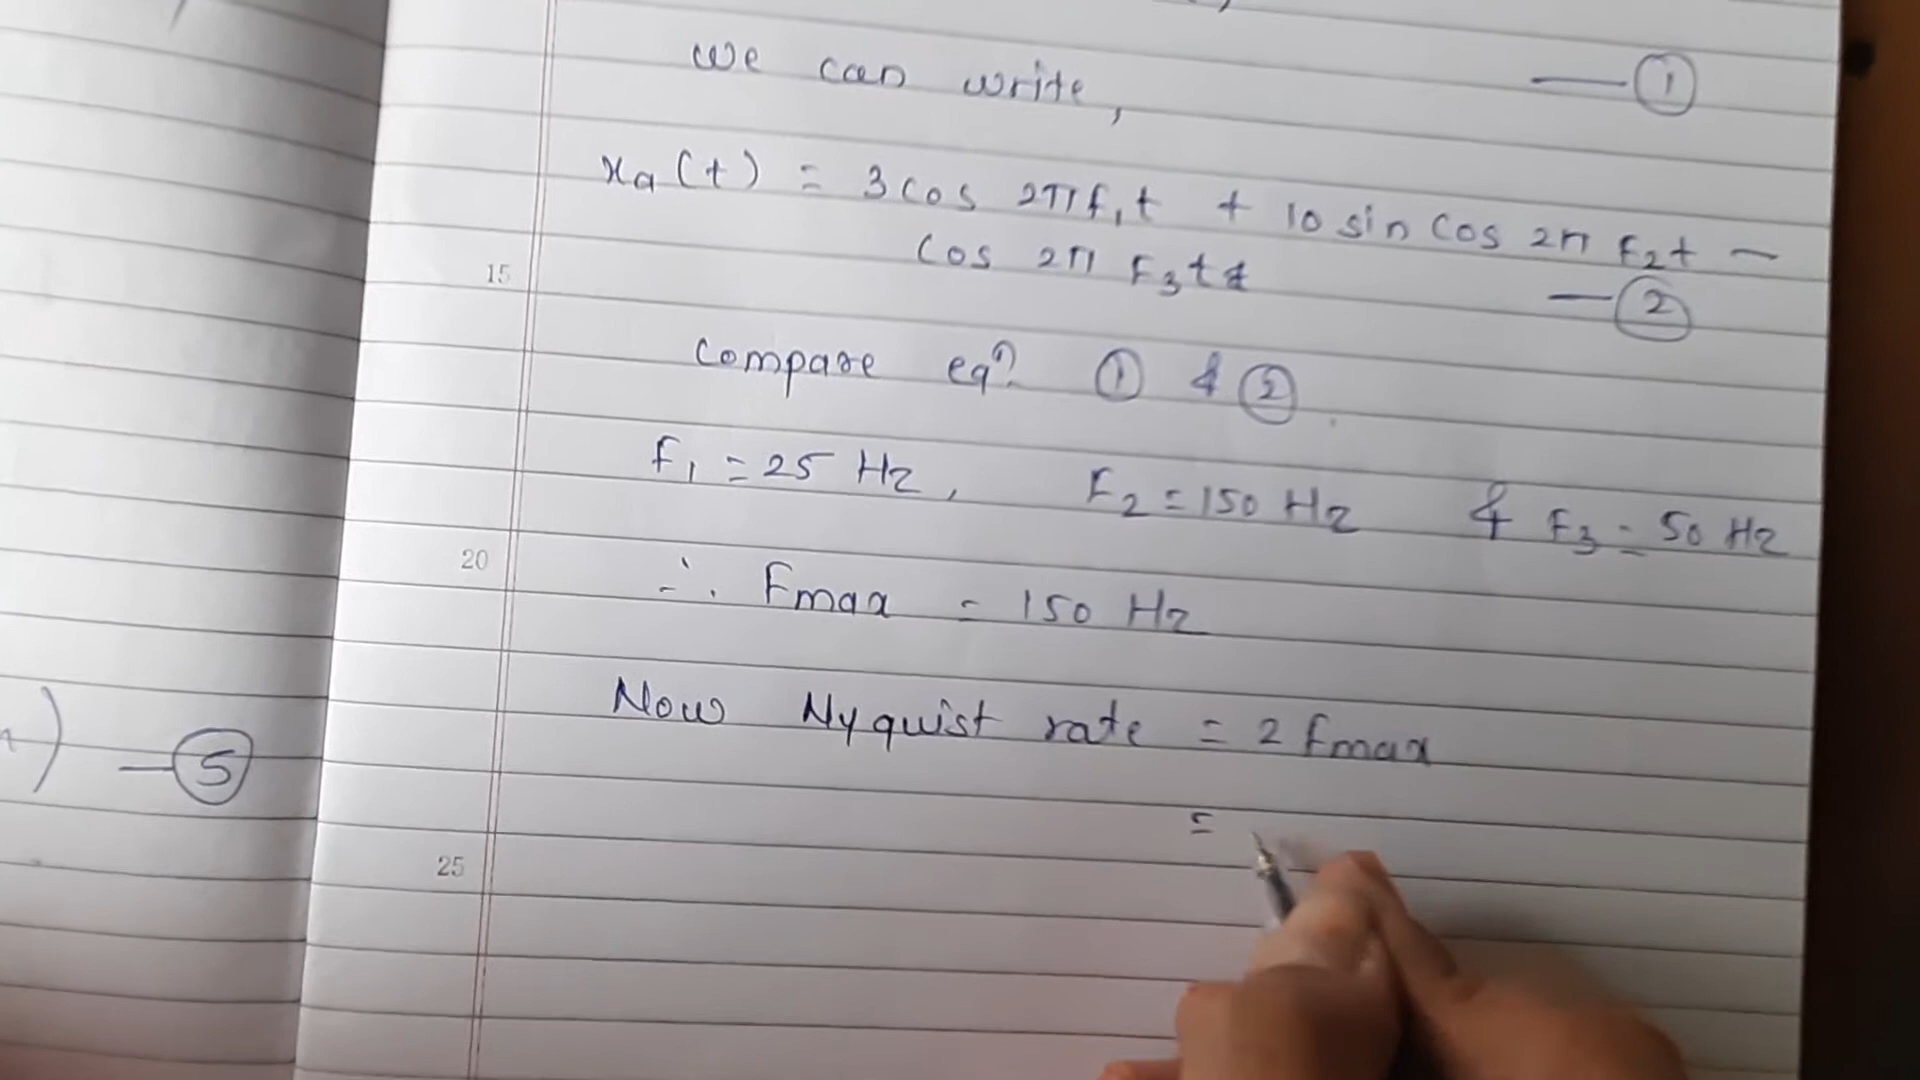 we can write, — ①
xa(t) = 3cos 2πf₁t + 10 sin cos 2π F₂t –
cos 2π F₃t
— ②
15
compare eqⁿ ① & ②
F₁ = 25 Hz, F₂ = 150 Hz & F₃ = 50 Hz
20
∴ Fmax = 150 Hz
Now Nyquist rate = 2 Fmax
) — ⑤
=
25